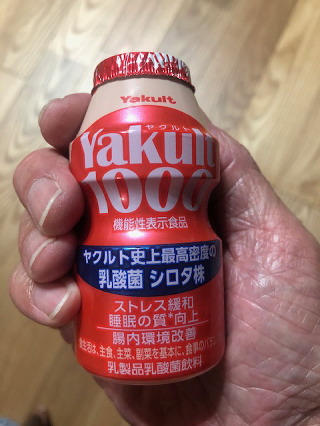 Yakult
ヤクルト
Yakult
1000
機能性表示食品
ヤクルト史上最高密度の
乳酸菌 シロタ株
ストレス緩和
睡眠の質*向上
腸内環境改善
食生活は、主食、主菜、副菜を基本に、食事のバラン
乳製品乳酸菌飲料